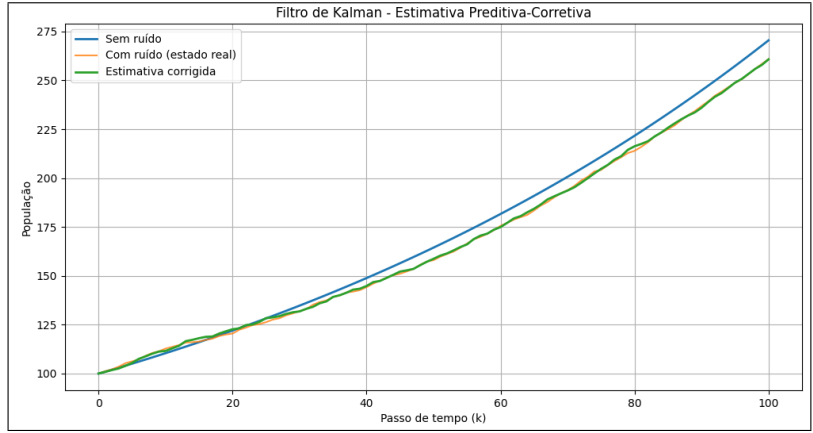 Filtro de Kalman - Estimativa Preditiva-Corretiva
Sem ruído
Com ruído (estado real)
Estimativa corrigida
275
250
225
200
175
150
125
100
População
0 20 40 60 80 100
Passo de tempo (k)